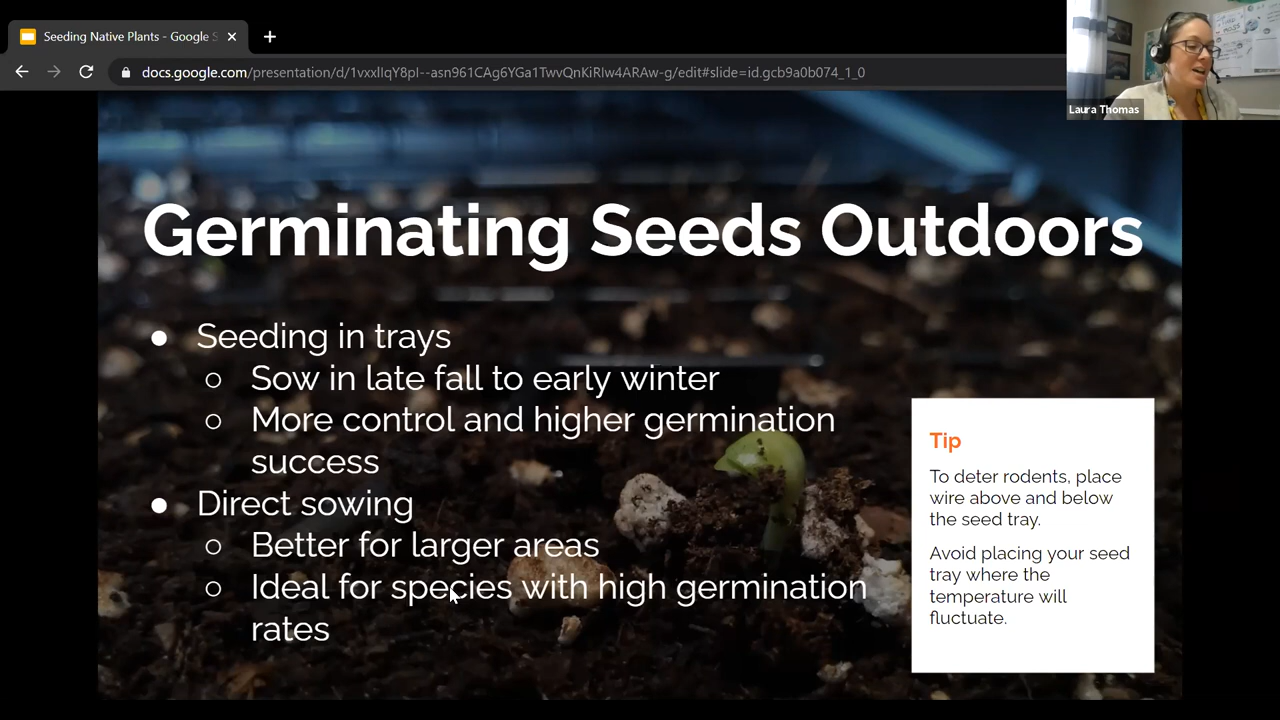 Seeding Native Plants - Google S
docs.google.com/presentation/d/1vxxlIqY8pI--asn961CAg6YGa1TwvQnKiRIw4ARAw-g/edit#slide=id.gcb9a0b074_1_0
Laura Thomas
Germinating Seeds Outdoors
● Seeding in trays
○ Sow in late fall to early winter
○ More control and higher germination
success
● Direct sowing
○ Better for larger areas
○ Ideal for species with high germination
rates
Tip
To deter rodents, place
wire above and below
the seed tray.
Avoid placing your seed
tray where the
temperature will
fluctuate.